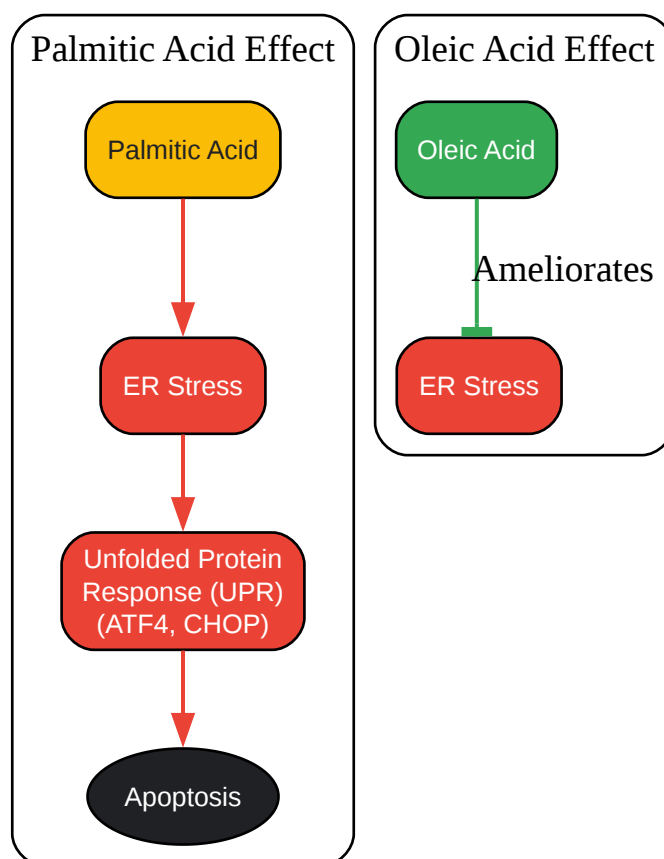 Palmitic Acid Effect
Palmitic Acid
ER Stress
Unfolded Protein
Response (UPR)
(ATF4, CHOP)
Apoptosis
Oleic Acid Effect
Oleic Acid
Ameliorates
ER Stress